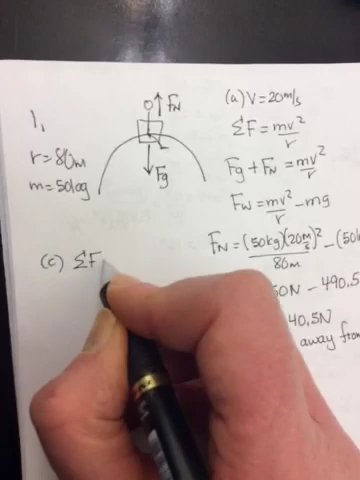 1,
r = 80m
m = 50kg
FN
Fg
(a) V = 20m/s
ΣF = mv²/r
Fg + FN = mv²/r
FN = mv²/r - mg
FN = (50kg)(20m/s)²/80m - (50k
50N - 490.5
40.5N
away from
(c) ΣF